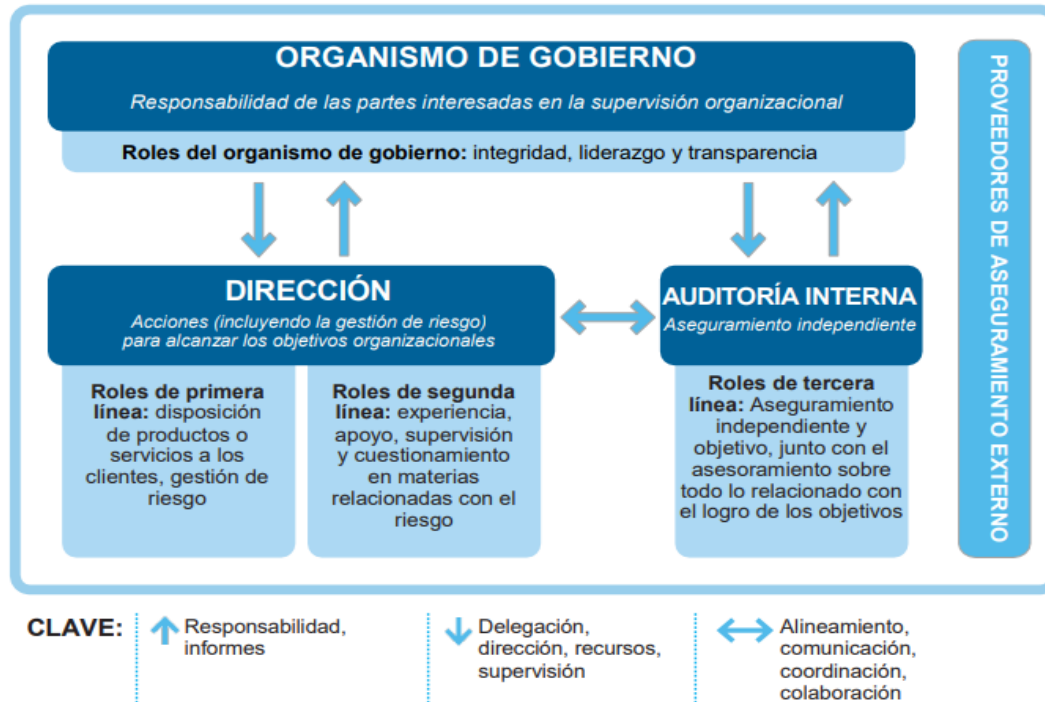 ORGANISMO DE GOBIERNO
Responsabilidad de las partes interesadas en la supervisión organizacional
Roles del organismo de gobierno: integridad, liderazgo y transparencia
DIRECCIÓN
Acciones (incluyendo la gestión de riesgo)
para alcanzar los objetivos organizacionales
Roles de primera
línea: disposición
de productos o
servicios a los
clientes, gestión de
riesgo
Roles de segunda
línea: experiencia,
apoyo, supervisión
y cuestionamiento
en materias
relacionadas con el
riesgo
AUDITORÍA INTERNA
Aseguramiento independiente
Roles de tercera
línea: Aseguramiento
independiente y
objetivo, junto con el
asesoramiento sobre
todo lo relacionado con
el logro de los objetivos
PROVEEDORES DE ASEGURAMIENTO EXTERNO
CLAVE:
Responsabilidad,
informes
Delegación,
dirección, recursos,
supervisión
Alineamiento,
comunicación,
coordinación,
colaboración